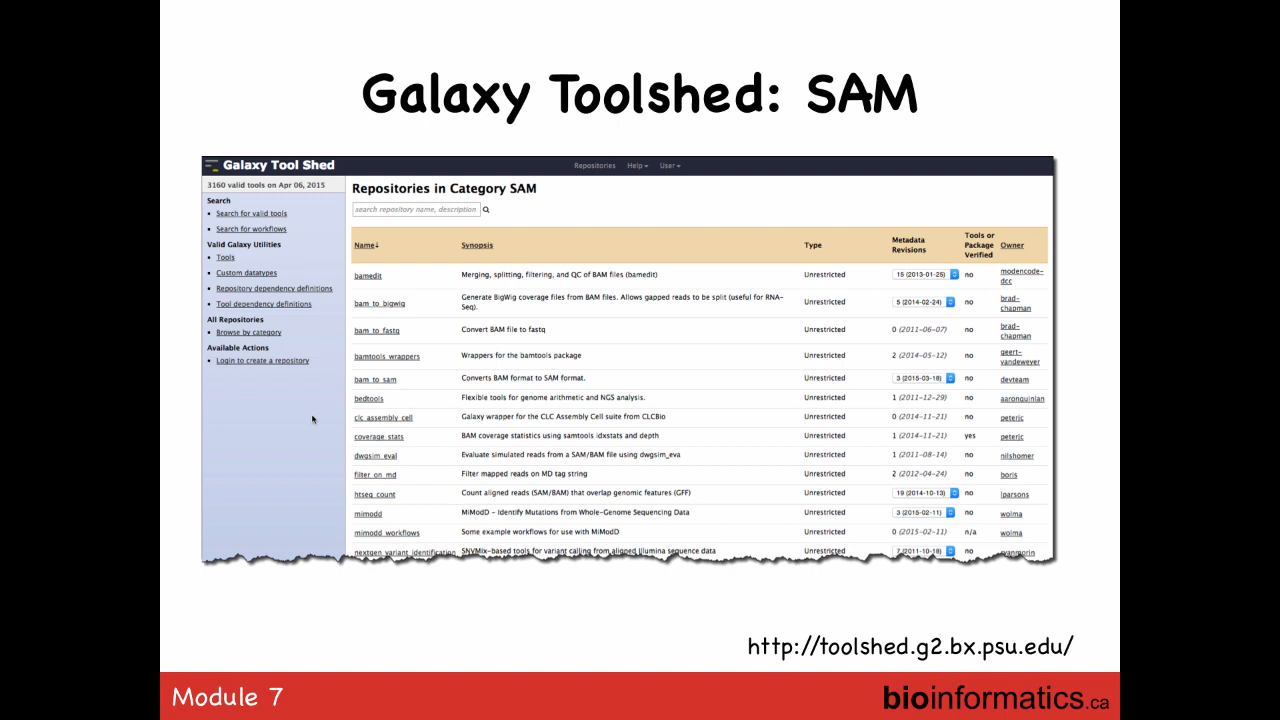 Galaxy Toolshed: SAM
Galaxy Tool Shed
Repositories Help User
3160 valid tools on Apr 06, 2015
Search
Search for valid tools
Search for workflows
Valid Galaxy Utilities
Tools
Custom datatypes
Repository dependency definitions
Tool dependency definitions
All Repositories
Browse by category
Available Actions
Login to create a repository
Repositories in Category SAM
search repository name, description
Name↓ Synopsis Type Metadata Revisions Tools or Package Verified Owner
bamedit Merging, splitting, filtering, and QC of BAM files (bamedit) Unrestricted 15 (2013-01-25) no modencode-dcc
bam_to_bigwig Generate BigWig coverage files from BAM files. Allows gapped reads to be split (useful for RNA-Seq). Unrestricted 5 (2014-02-24) no brad-chapman
bam_to_fastq Convert BAM file to fastq Unrestricted 0 (2011-06-07) no brad-chapman
bamtools_wrappers Wrappers for the bamtools package Unrestricted 2 (2014-05-12) no geert-vandeweyer
bam_to_sam Converts BAM format to SAM format. Unrestricted 3 (2015-03-18) no devteam
bedtools Flexible tools for genome arithmetic and NGS analysis. Unrestricted 1 (2011-12-29) no aaronquinlan
clc_assembly_cell Galaxy wrapper for the CLC Assembly Cell suite from CLCBio Unrestricted 0 (2014-11-21) no peterjc
coverage_stats BAM coverage statistics using samtools idxstats and depth Unrestricted 1 (2014-11-21) yes peterjc
dwgsim_eval Evaluate simulated reads from a SAM/BAM file using dwgsim_eva Unrestricted 1 (2011-08-14) no nilshomer
filter_on_md Filter mapped reads on MD tag string Unrestricted 2 (2012-04-24) no boris
htseq_count Count aligned reads (SAM/BAM) that overlap genomic features (GFF) Unrestricted 19 (2014-10-13) no lparsons
mimodd MiModD - Identify Mutations from Whole-Genome Sequencing Data Unrestricted 3 (2015-02-11) no wolma
mimodd_workflows Some example workflows for use with MiModD Unrestricted 0 (2015-02-11) n/a wolma
nextgen_variant_identification SNVMix-based tools for variant calling from aligned Illumina sequence data Unrestricted 7 (2011-10-18) no ryanmorin
http://toolshed.g2.bx.psu.edu/
Module 7
bioinformatics.ca